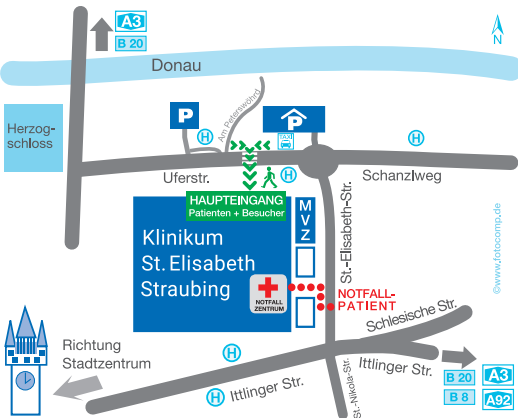 A3
B 20
N
Donau
P
Am Peterswöhrd
P
TAXI
Herzog-
schloss
H
H
H
Uferstr.
Schanzlweg
HAUPTEINGANG
Patienten + Besucher
MVZ
St.-Elisabeth-Str.
Klinikum
St. Elisabeth
Straubing
NOTFALL
ZENTRUM
NOTFALL-
PATIENT
©www.fotocomp.de
Schlesische Str.
Richtung
Stadtzentrum
H
H
Ittlinger Str.
St.-Nikola-Str.
Ittlinger Str.
B 20
A3
B 8
A92